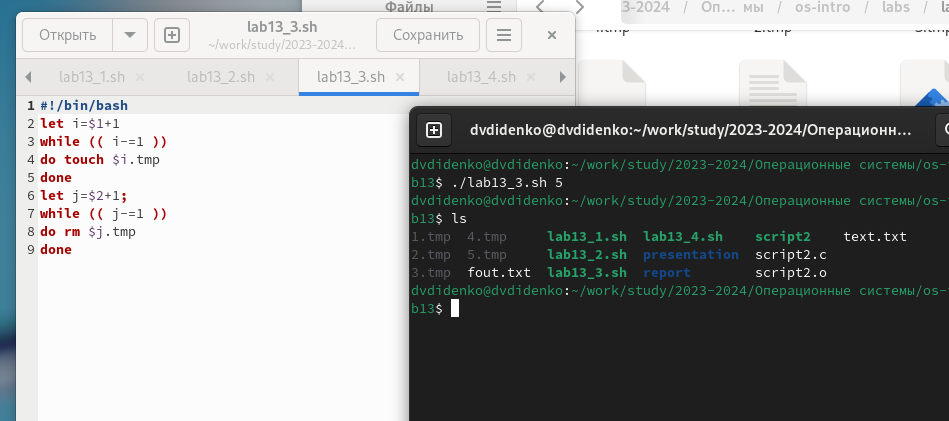 Файлы
3-2024 / Оп… мы / os-intro / labs /
Открыть
lab13_3.sh
~/work/study/2023-2024…
Сохранить
lab13_1.sh
lab13_2.sh
lab13_3.sh
lab13_4.sh
1 #!/bin/bash
2 let i=$1+1
3 while (( i-=1 ))
4 do touch $i.tmp
5 done
6 let j=$2+1;
7 while (( j-=1 ))
8 do rm $j.tmp
9 done
dvdidenko@dvdidenko:~/work/study/2023-2024/Операционн…
dvdidenko@dvdidenko:~/work/study/2023-2024/Операционные системы/os-
b13$ ./lab13_3.sh 5
dvdidenko@dvdidenko:~/work/study/2023-2024/Операционные системы/os-
b13$ ls
1.tmp 4.tmp lab13_1.sh lab13_4.sh script2 text.txt
2.tmp 5.tmp lab13_2.sh presentation script2.c
3.tmp fout.txt lab13_3.sh report script2.o
dvdidenko@dvdidenko:~/work/study/2023-2024/Операционные системы/os-
b13$